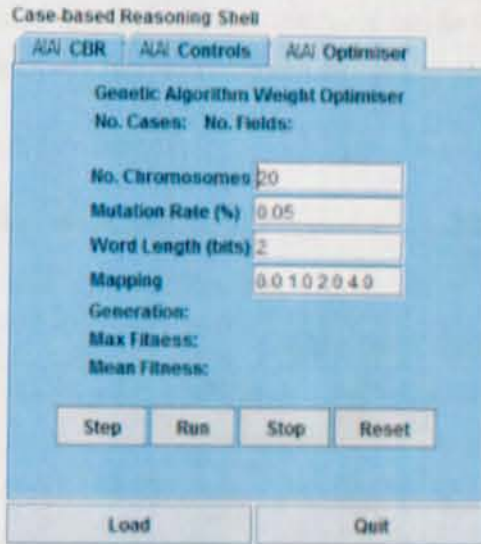 Case-based Reasoning Shell
AIAI CBR AIAI Controls AIAI Optimiser
Genetic Algorithm Weight Optimiser
No. Cases: No. Fields:
No. Chromosomes 20
Mutation Rate (%) 0.05
Word Length (bits) 2
Mapping 0.0 1 0 2 0 4 0
Generation:
Max Fitness:
Mean Fitness:
Step Run Stop Reset
Load Quit